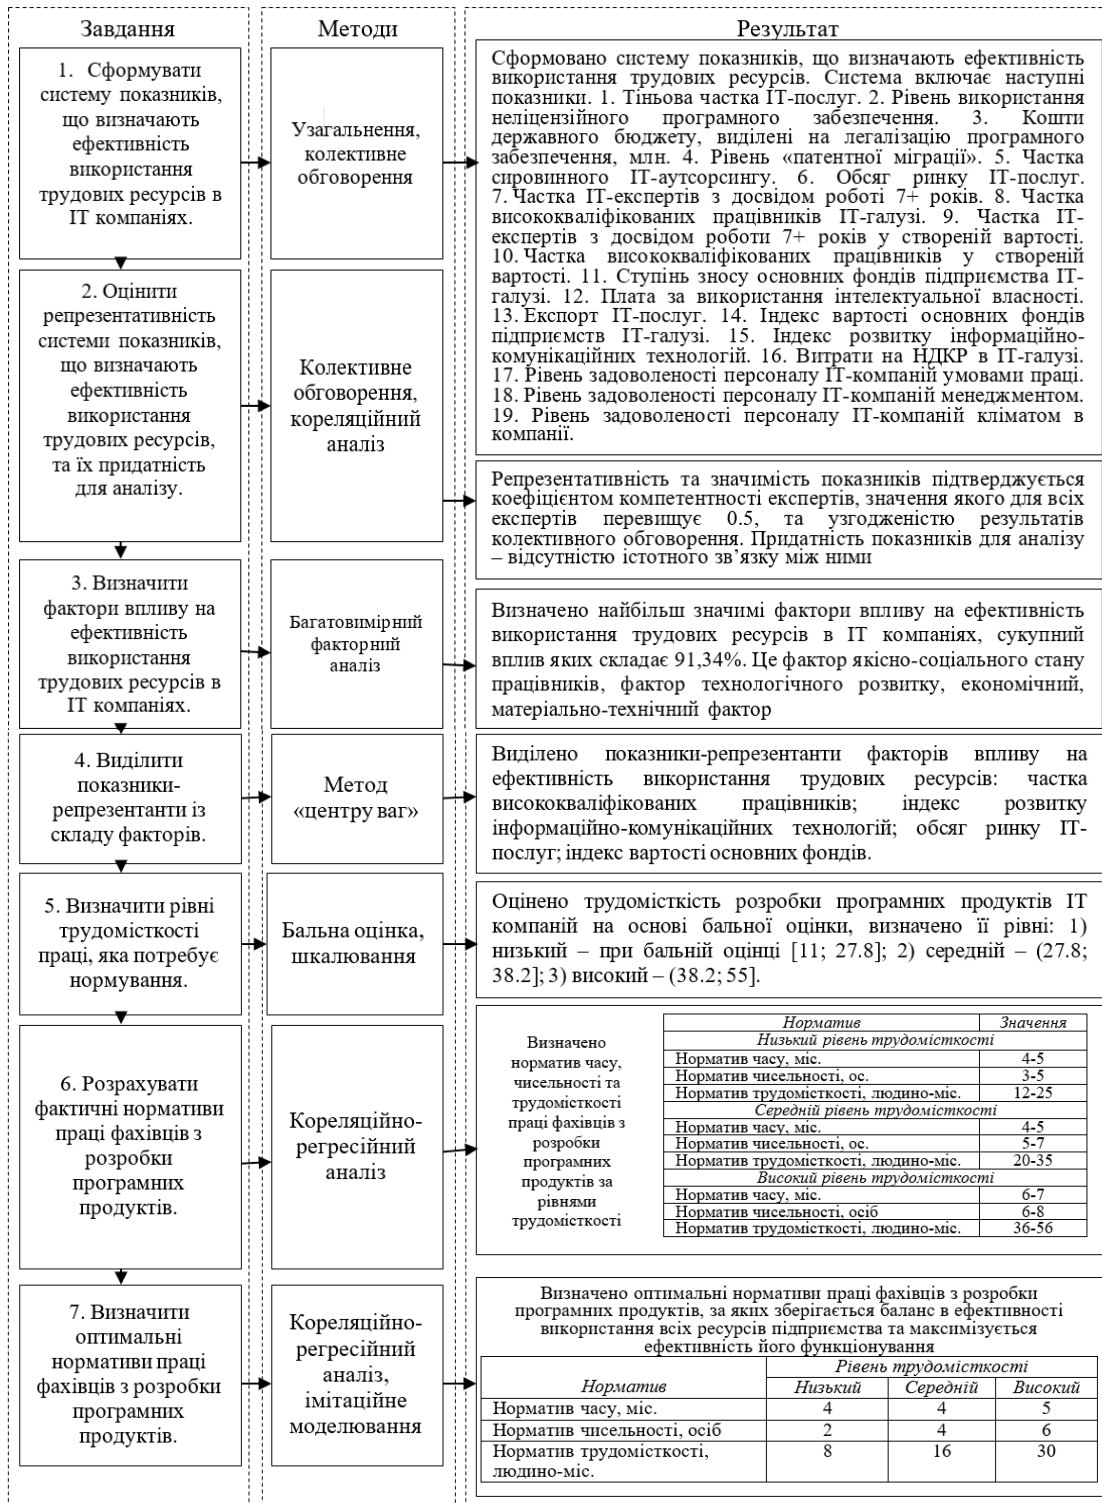 Завдання
Методи
Результат
1. Сформувати
систему показників,
що визначають
ефективність
використання
трудових ресурсів в
ІТ компаніях.
Узагальнення,
колективне
обговорення
Сформовано систему показників, що визначають ефективність
використання трудових ресурсів. Система включає наступні
показники. 1. Тіньова частка ІТ-послуг. 2. Рівень використання
неліцензійного програмного забезпечення. 3. Кошти
державного бюджету, виділені на легалізацію програмного
забезпечення, млн. 4. Рівень «патентної міграції». 5. Частка
сировинного ІТ-аутсорсингу. 6. Обсяг ринку ІТ-послуг.
7. Частка ІТ-експертів з досвідом роботі 7+ років. 8. Частка
висококваліфікованих працівників ІТ-галузі. 9. Частка ІТ-
експертів з досвідом роботи 7+ років у створеній вартості.
10. Частка висококваліфікованих працівників у створеній
вартості. 11. Ступінь зносу основних фондів підприємства ІТ-
галузі. 12. Плата за використання інтелектуальної власності.
13. Експорт ІТ-послуг. 14. Індекс вартості основних фондів
підприємств ІТ-галузі. 15. Індекс розвитку інформаційно-
комунікаційних технологій. 16. Витрати на НДКР в ІТ-галузі.
17. Рівень задоволеності персоналу ІТ-компаній умовами праці.
18. Рівень задоволеності персоналу ІТ-компаній менеджментом.
19. Рівень задоволеності персоналу ІТ-компаній кліматом в
компанії.
2. Оцінити
репрезентативність
системи показників,
що визначають
ефективність
використання
трудових ресурсів,
та їх придатність
для аналізу.
Колективне
обговорення,
кореляційний
аналіз
Репрезентативність та значимість показників підтверджується
коефіцієнтом компетентності експертів, значення якого для всіх
експертів перевищує 0.5, та узгодженістю результатів
колективного обговорення. Придатність показників для аналізу
– відсутністю істотного зв’язку між ними
3. Визначити
фактори впливу на
ефективність
використання
трудових ресурсів в
ІТ компаніях.
Багатовимірний
факторний
аналіз
Визначено найбільш значимі фактори впливу на ефективність
використання трудових ресурсів в ІТ компаніях, сукупний
вплив яких складає 91,34%. Це фактор якісно-соціального стану
працівників, фактор технологічного розвитку, економічний,
матеріально-технічний фактор
4. Виділити
показники-
репрезентанти із
складу факторів.
Метод
«центру ваг»
Виділено показники-репрезентанти факторів впливу на
ефективність використання трудових ресурсів: частка
висококваліфікованих працівників; індекс розвитку
інформаційно-комунікаційних технологій; обсяг ринку ІТ-
послуг; індекс вартості основних фондів.
5. Визначити рівні
трудомісткості
праці, яка потребує
нормування.
Бальна оцінка,
шкалювання
Оцінено трудомісткість розробки програмних продуктів ІТ
компаній на основі бальної оцінки, визначено її рівні: 1)
низький – при бальній оцінці [11; 27.8]; 2) середній – (27.8;
38.2]; 3) високий – (38.2; 55].
6. Розрахувати
фактичні нормативи
праці фахівців з
розробки
програмних
продуктів.
Кореляційно-
регресійний
аналіз
Визначено
норматив часу,
чисельності та
трудомісткості
праці фахівців з
розробки
програмних
продуктів за
рівнями
трудомісткості
Норматив Значення
Низький рівень трудомісткості
Норматив часу, міс. 4-5
Норматив чисельності, ос. 3-5
Норматив трудомісткості, людино-міс. 12-25
Середній рівень трудомісткості
Норматив часу, міс. 4-5
Норматив чисельності, ос. 5-7
Норматив трудомісткості, людино-міс. 20-35
Високий рівень трудомісткості
Норматив часу, міс. 6-7
Норматив чисельності, осіб 6-8
Норматив трудомісткості, людино-міс. 36-56
7. Визначити
оптимальні
нормативи праці
фахівців з розробки
програмних
продуктів.
Кореляційно-
регресійний
аналіз,
імітаційне
моделювання
Визначено оптимальні нормативи праці фахівців з розробки
програмних продуктів, за яких зберігається баланс в ефективності
використання всіх ресурсів підприємства та максимізується
ефективність його функціонування
Рівень трудомісткості
Норматив Низький Середній Високий
Норматив часу, міс. 4 4 5
Норматив чисельності, осіб 2 4 6
Норматив трудомісткості, 8 16 30
людино-міс.